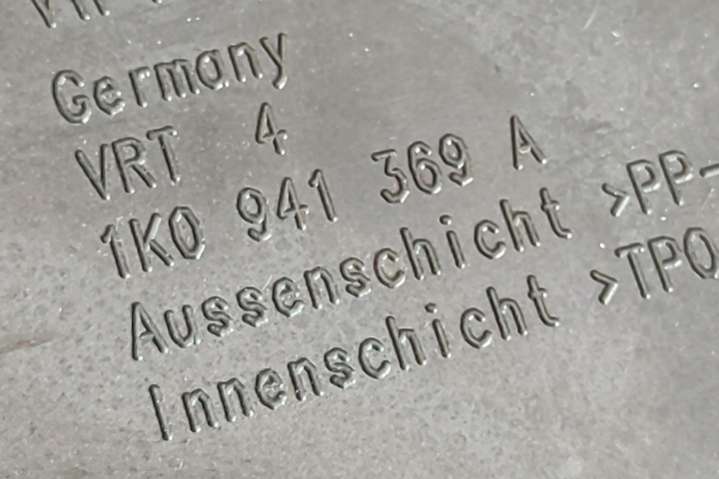 Germany
VRT 4
1K0 941 369 A
Aussenschicht >PP-
Innenschicht >TPO